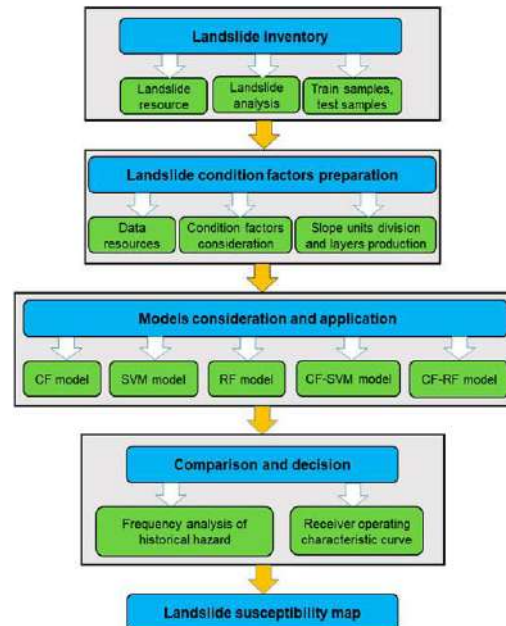 Landslide inventory
Landslide
resource
Landslide
analysis
Train samples,
test samples
Landslide condition factors preparation
Data
resources
Condition factors
consideration
Slope units division
and layers production
Models consideration and application
CF model
SVM model
RF model
CF-SVM model
CF-RF model
Comparison and decision
Frequency analysis of
historical hazard
Receiver operating
characteristic curve
Landslide susceptibility map